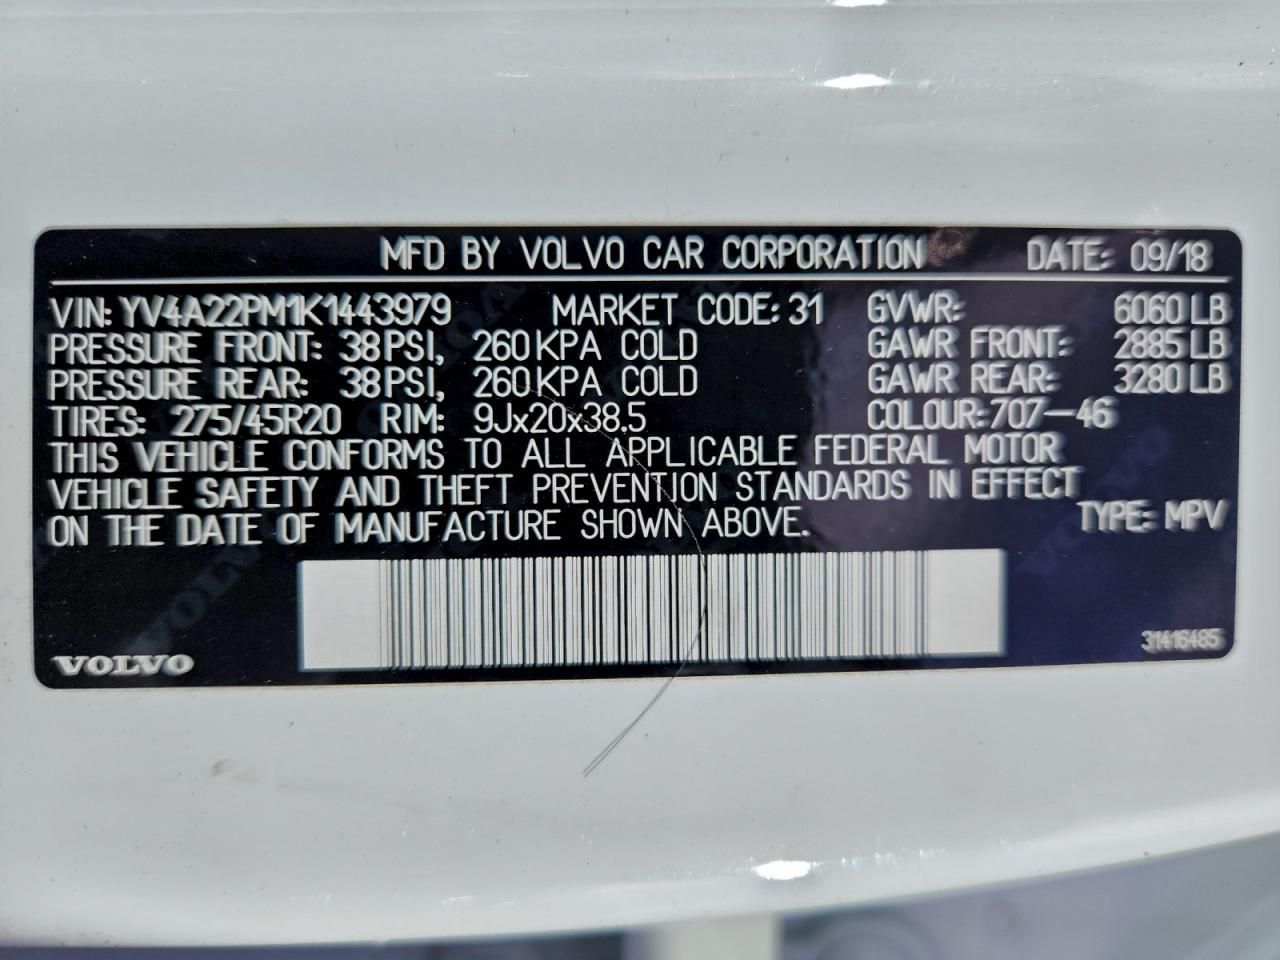 MFD BY VOLVO CAR CORPORATION DATE: 09/18
VIN: YV4A22PM1K1443979 MARKET CODE: 31 GVWR: 6060 LB
PRESSURE FRONT: 38 PSI, 260 KPA COLD GAWR FRONT: 2885 LB
PRESSURE REAR: 38 PSI, 260 KPA COLD GAWR REAR: 3280 LB
TIRES: 275/45R20 RIM: 9Jx20x38.5 COLOUR: 707-46
THIS VEHICLE CONFORMS TO ALL APPLICABLE FEDERAL MOTOR
VEHICLE SAFETY AND THEFT PREVENTION STANDARDS IN EFFECT
ON THE DATE OF MANUFACTURE SHOWN ABOVE. TYPE: MPV
VOLVO 31416485